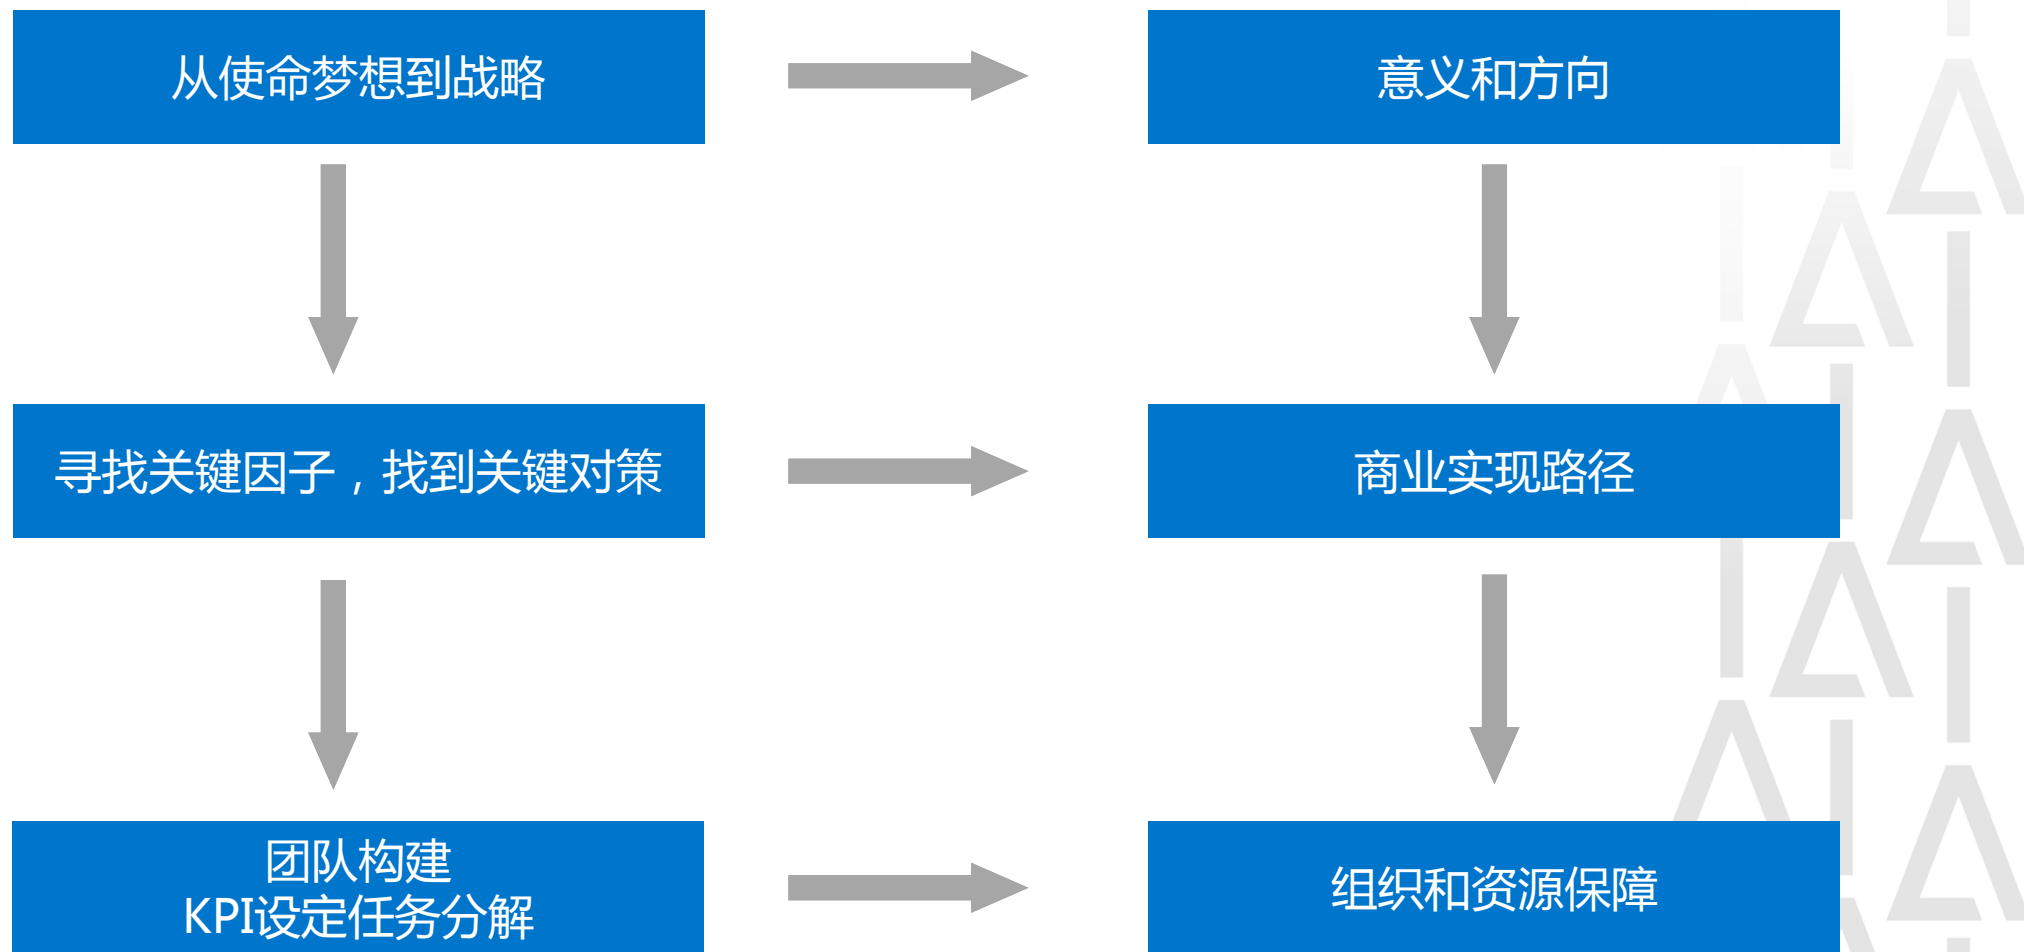 从使命梦想到战略
意义和方向
寻找关键因子，找到关键对策
商业实现路径
团队构建
KPI设定任务分解
组织和资源保障